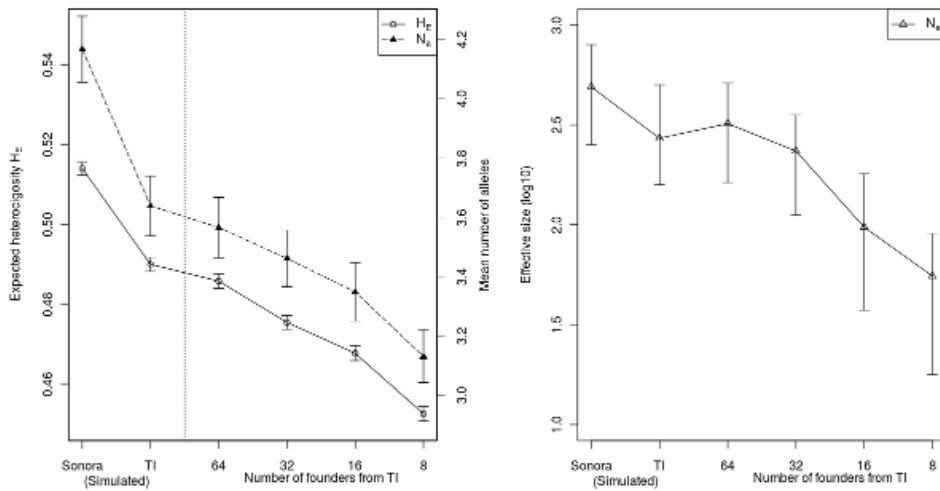 H_E
N_a
0.54
0.52
0.50
0.48
0.46
Expected heterocigosity H_E
4.2
4.0
3.8
3.6
3.4
3.2
3.0
Mean number of alleles
Sonora TI 64 32 16 8
(Simulated) Number of founders from TI
N_e
3.0
2.5
2.0
1.5
1.0
Effective size (log10)
Sonora TI 64 32 16 8
(Simulated) Number of founders from TI